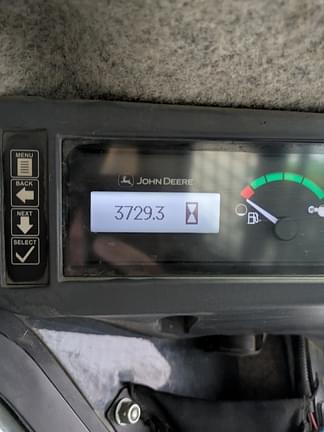 MENU
BACK
NEXT
SELECT
JOHN DEERE
3729.3